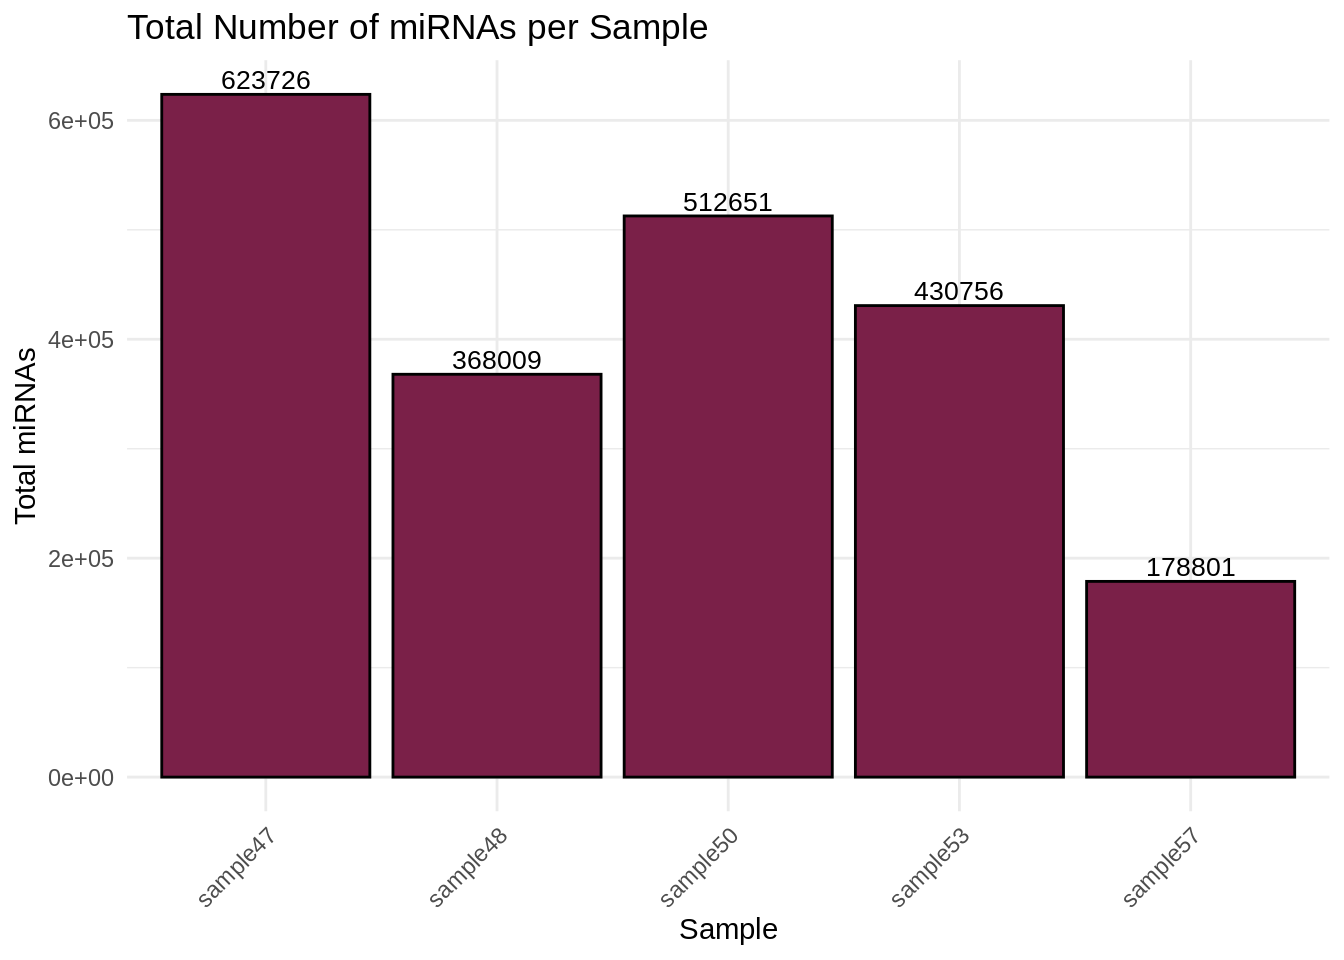 Total Number of miRNAs per Sample
623726
6e+05
512651
430756
4e+05
368009
Total miRNAs
2e+05
178801
0e+00
sample47
sample48
sample50
sample53
sample57
Sample